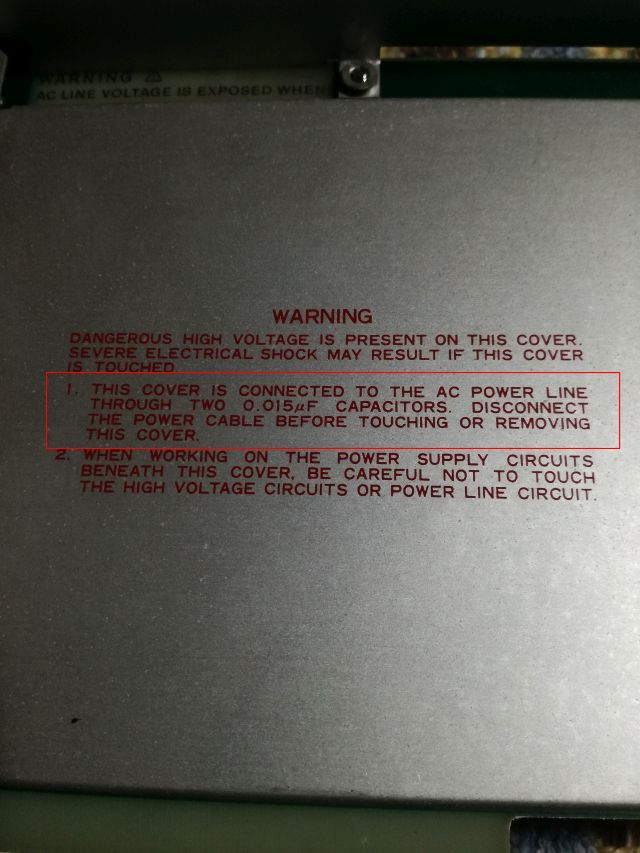 WARNING ⚠
AC LINE VOLTAGE IS EXPOSED WHEN
WARNING
DANGEROUS HIGH VOLTAGE IS PRESENT ON THIS COVER.
SEVERE ELECTRICAL SHOCK MAY RESULT IF THIS COVER
IS TOUCHED.
1. THIS COVER IS CONNECTED TO THE AC POWER LINE
THROUGH TWO 0.015µF CAPACITORS. DISCONNECT
THE POWER CABLE BEFORE TOUCHING OR REMOVING
THIS COVER.
2. WHEN WORKING ON THE POWER SUPPLY CIRCUITS
BENEATH THIS COVER, BE CAREFUL NOT TO TOUCH
THE HIGH VOLTAGE CIRCUITS OR POWER LINE CIRCUIT.